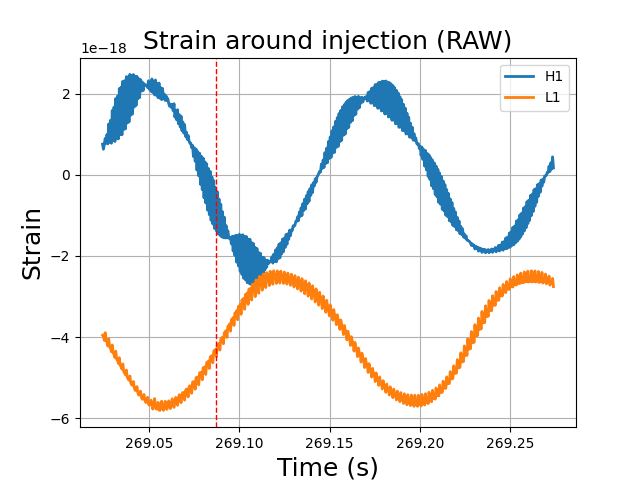 Strain around injection (RAW)
1e−18
H1
L1
2
0
−2
−4
−6
Strain
269.05 269.10 269.15 269.20 269.25
Time (s)